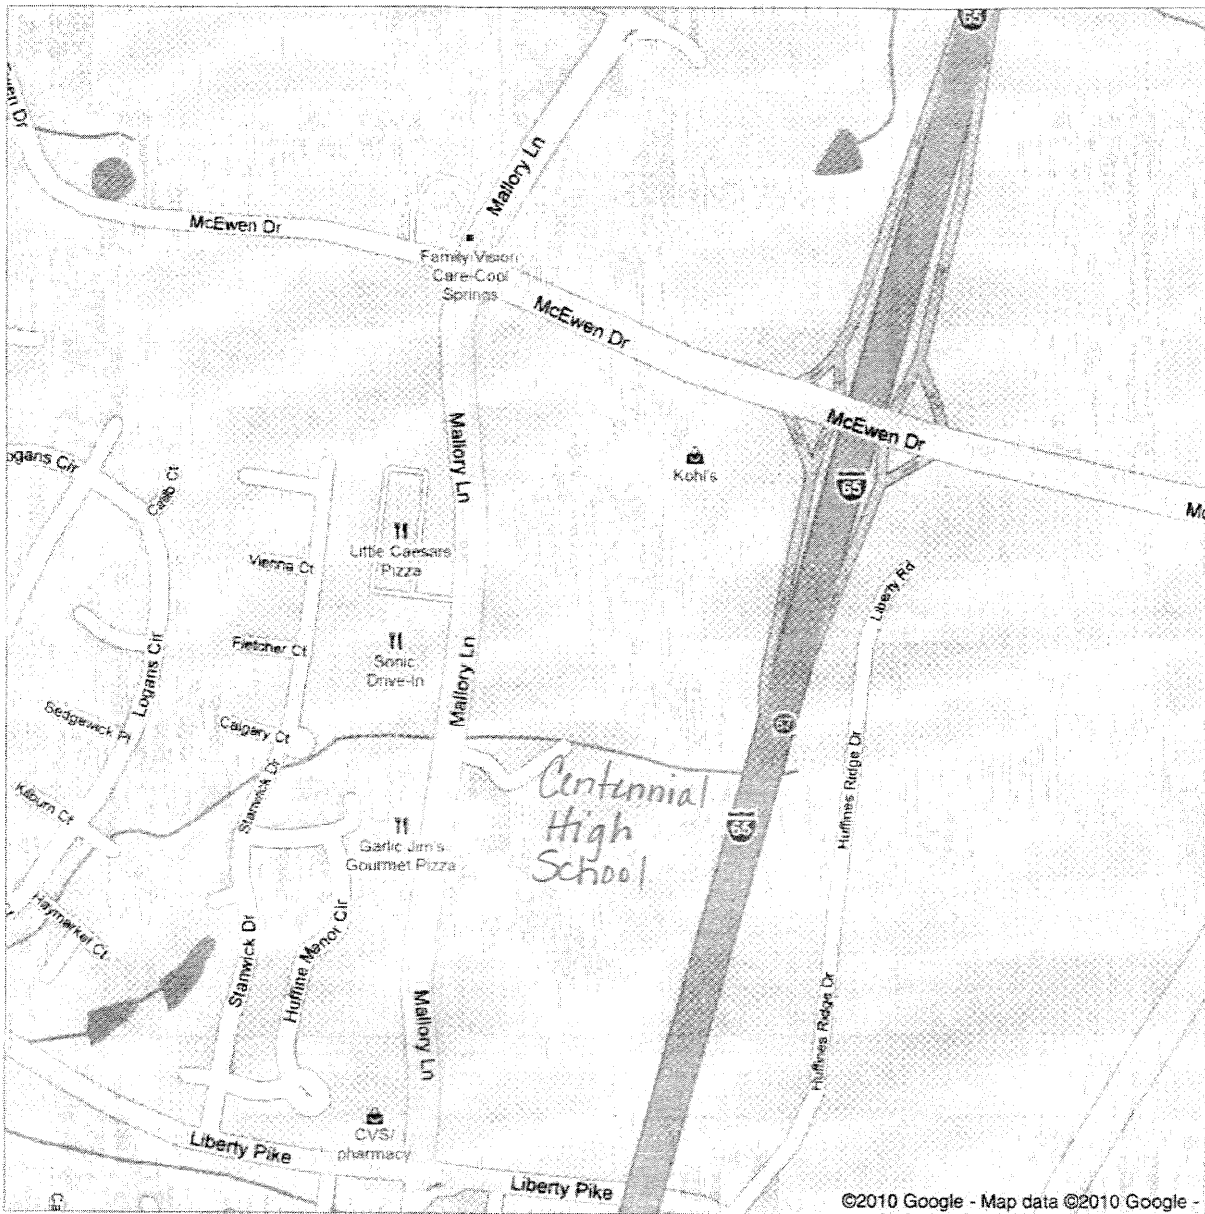 65
Mallory Ln
McEwen Dr
Family Vision
Care-Cool
Springs
McEwen Dr
McEwen Dr
Mallory Ln
Logans Cir
Kohl's
65
Little Caesars
Pizza
Vienna Ct
Liberty Rd
Fletcher Ct
Sonic
Drive-In
Mallory Ln
Logans Cir
Sedgewick Pl
Calgary Ct
65
Stanwick Dr
Huffines Ridge Dr
Centennial
High
School
Kilburn Ct
65
Garlic Jim's
Gourmet Pizza
Haymarket Ct
Stanwick Dr
Huffine Manor Cir
Mallory Ln
Huffines Ridge Dr
CVS/
pharmacy
Liberty Pike
Liberty Pike
©2010 Google - Map data ©2010 Google -